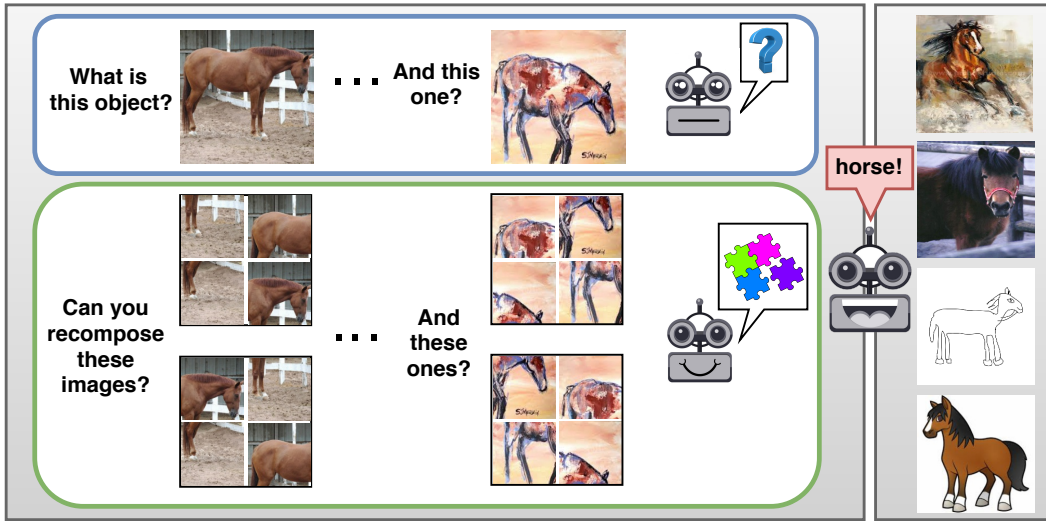 What is
this object?
And this
one?
?
horse!
Can you
recompose
these
images?
And
these
ones?